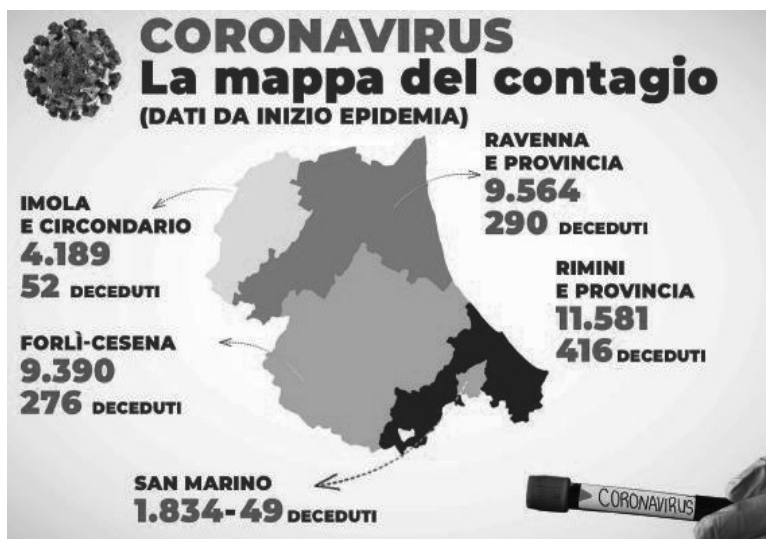 CORONAVIRUS
La mappa del contagio
(DATI DA INIZIO EPIDEMIA)
RAVENNA
E PROVINCIA
9.564
290 DECEDUTI
IMOLA
E CIRCONDARIO
4.189
52 DECEDUTI
RIMINI
E PROVINCIA
11.581
416 DECEDUTI
FORLÌ-CESENA
9.390
276 DECEDUTI
SAN MARINO
1.834-49 DECEDUTI
CORONAVIRUS